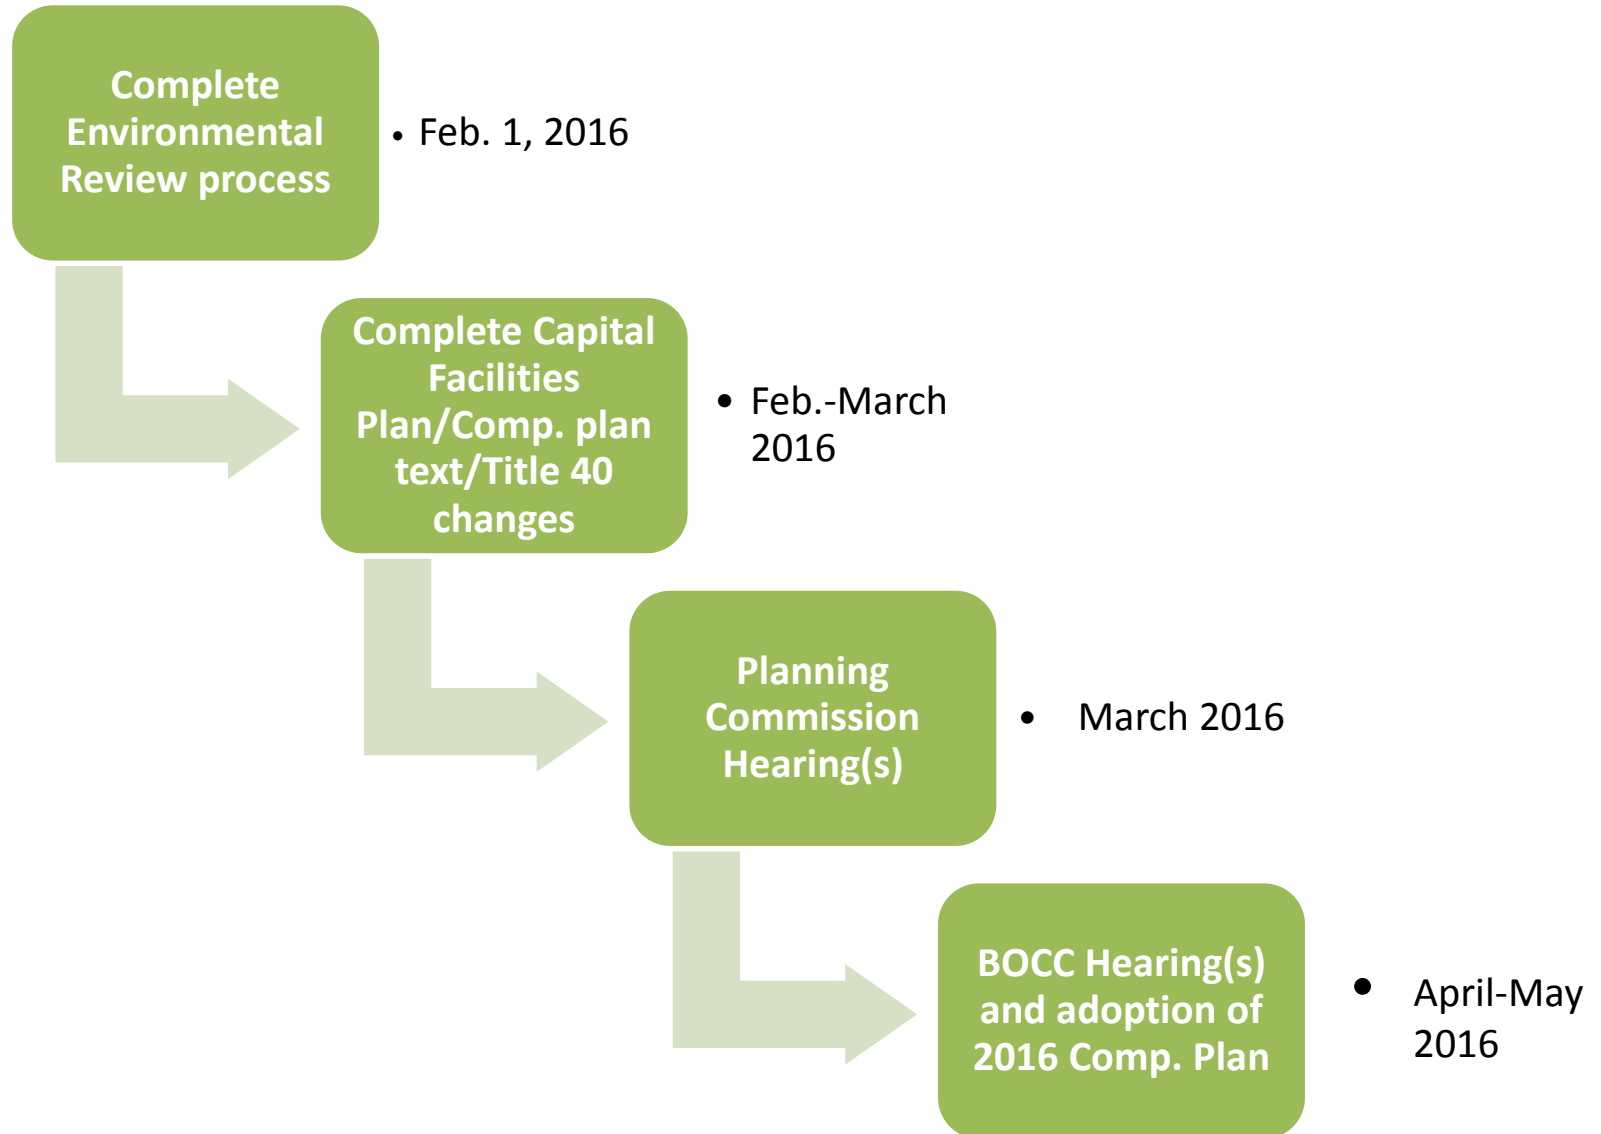 Complete
Environmental
Review process
• Feb. 1, 2016
Complete Capital
Facilities
Plan/Comp. plan
text/Title 40
changes
• Feb.-March
2016
Planning
Commission
Hearing(s)
• March 2016
BOCC Hearing(s)
and adoption of
2016 Comp. Plan
• April-May
2016